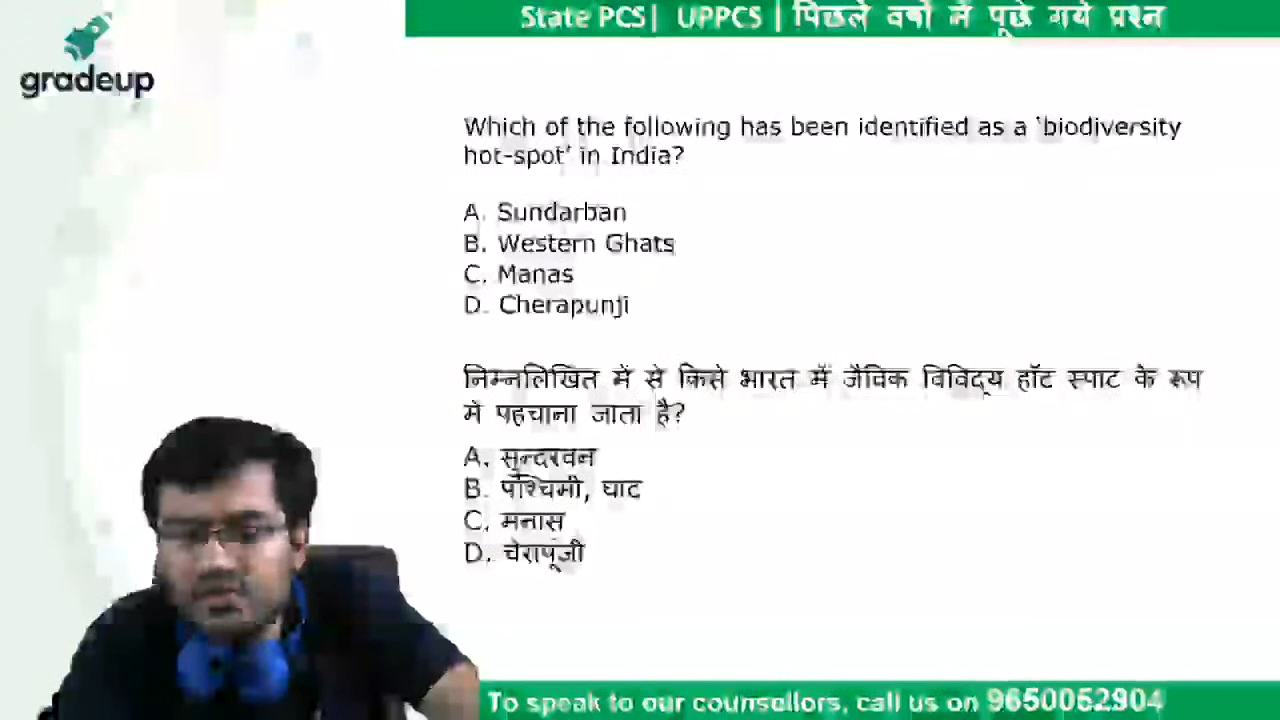 State PCS| UPPCS | पिछले वर्षो में पूछे गये प्रश्न
gradeup
Which of the following has been identified as a 'biodiversity
hot-spot' in India?
A. Sundarban
B. Western Ghats
C. Manas
D. Cherapunji
निम्नलिखित में से किसे भारत में जैविक विविद्य हॉट स्पाट के रूप
में पहचाना जाता है?
A. सुन्दरवन
B. पश्चिमी, घाट
C. मनास
D. चेरापूंजी
To speak to our counsellors, call us on 9650052904